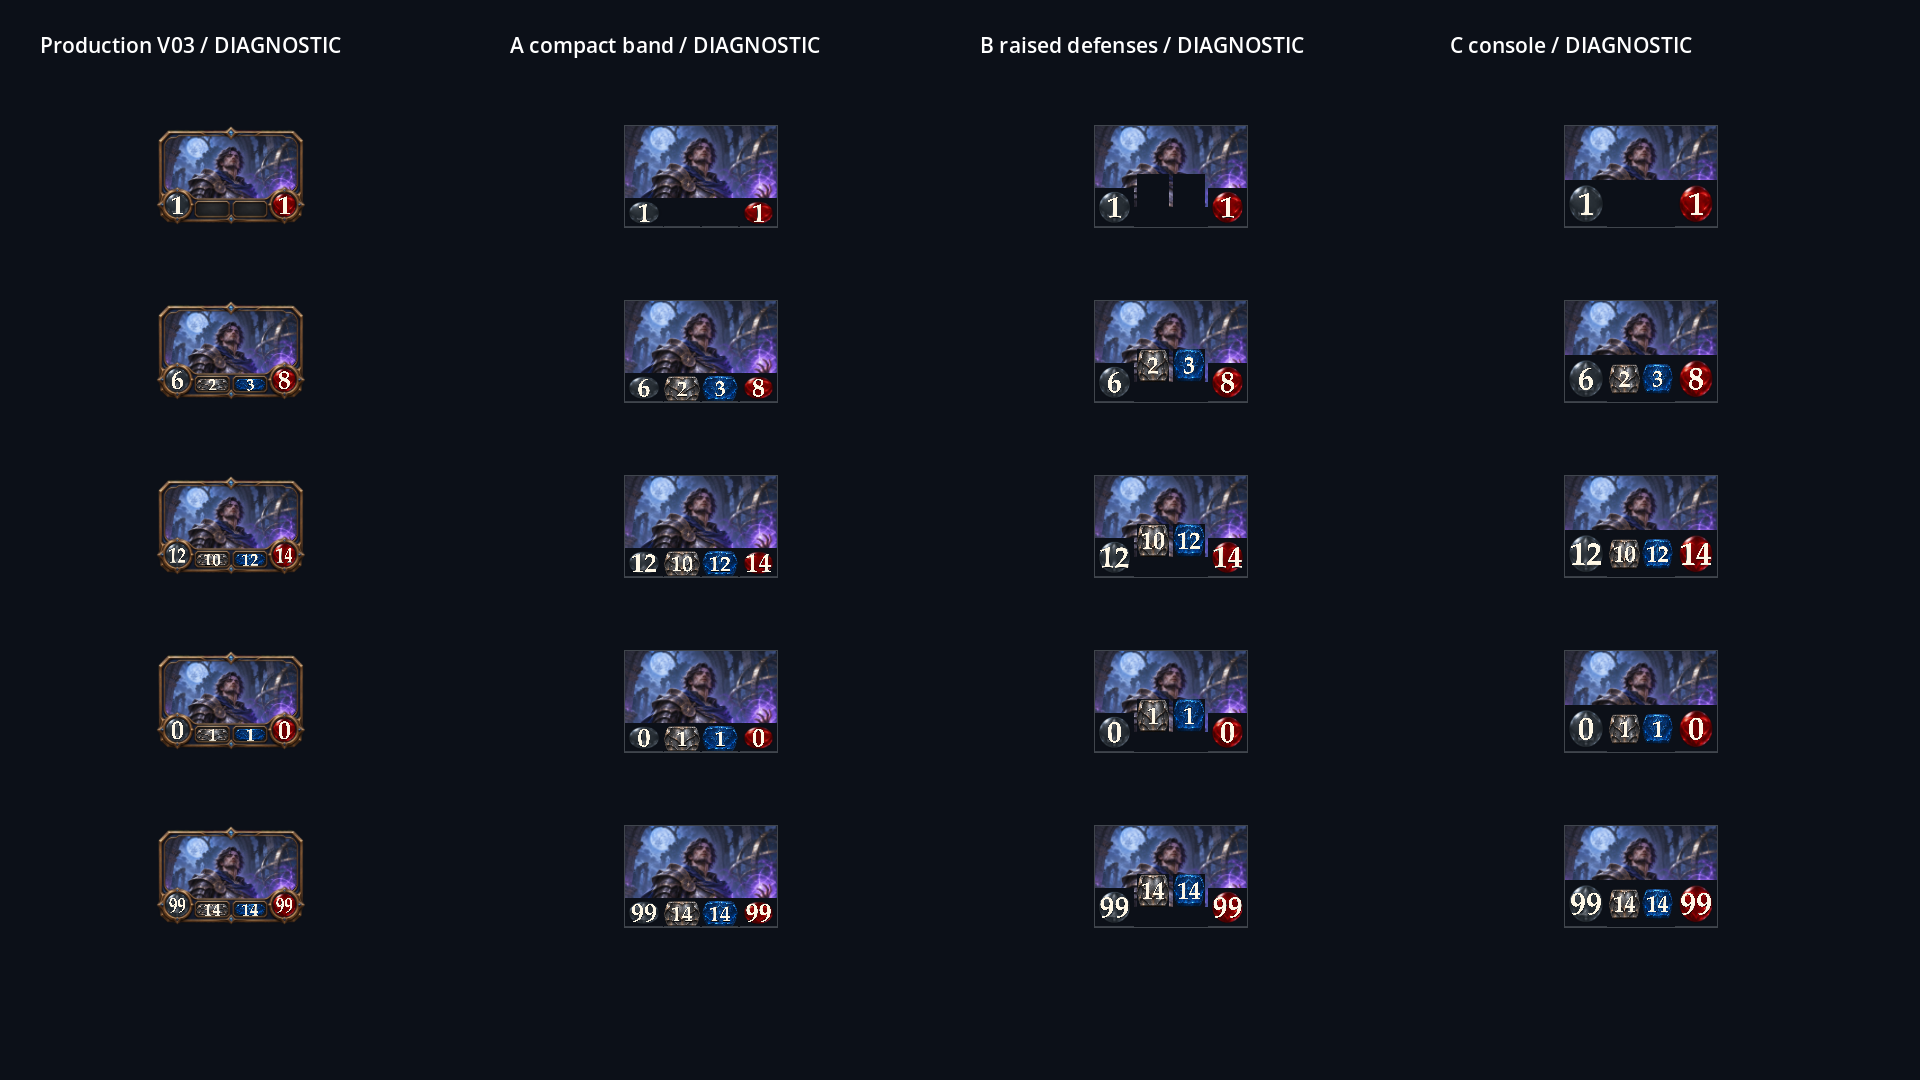 Production V03 / DIAGNOSTIC A compact band / DIAGNOSTIC B raised defenses / DIAGNOSTIC C console / DIAGNOSTIC
1 1 1 1 1 1 1 1
6 2 3 8 6 2 3 8 6 2 3 8 6 2 3 8
12 10 12 14 12 10 12 14 12 10 12 14 12 10 12 14
0 1 1 0 0 1 1 0 0 1 1 0 0 1 1 0
99 14 14 99 99 14 14 99 99 14 14 99 99 14 14 99